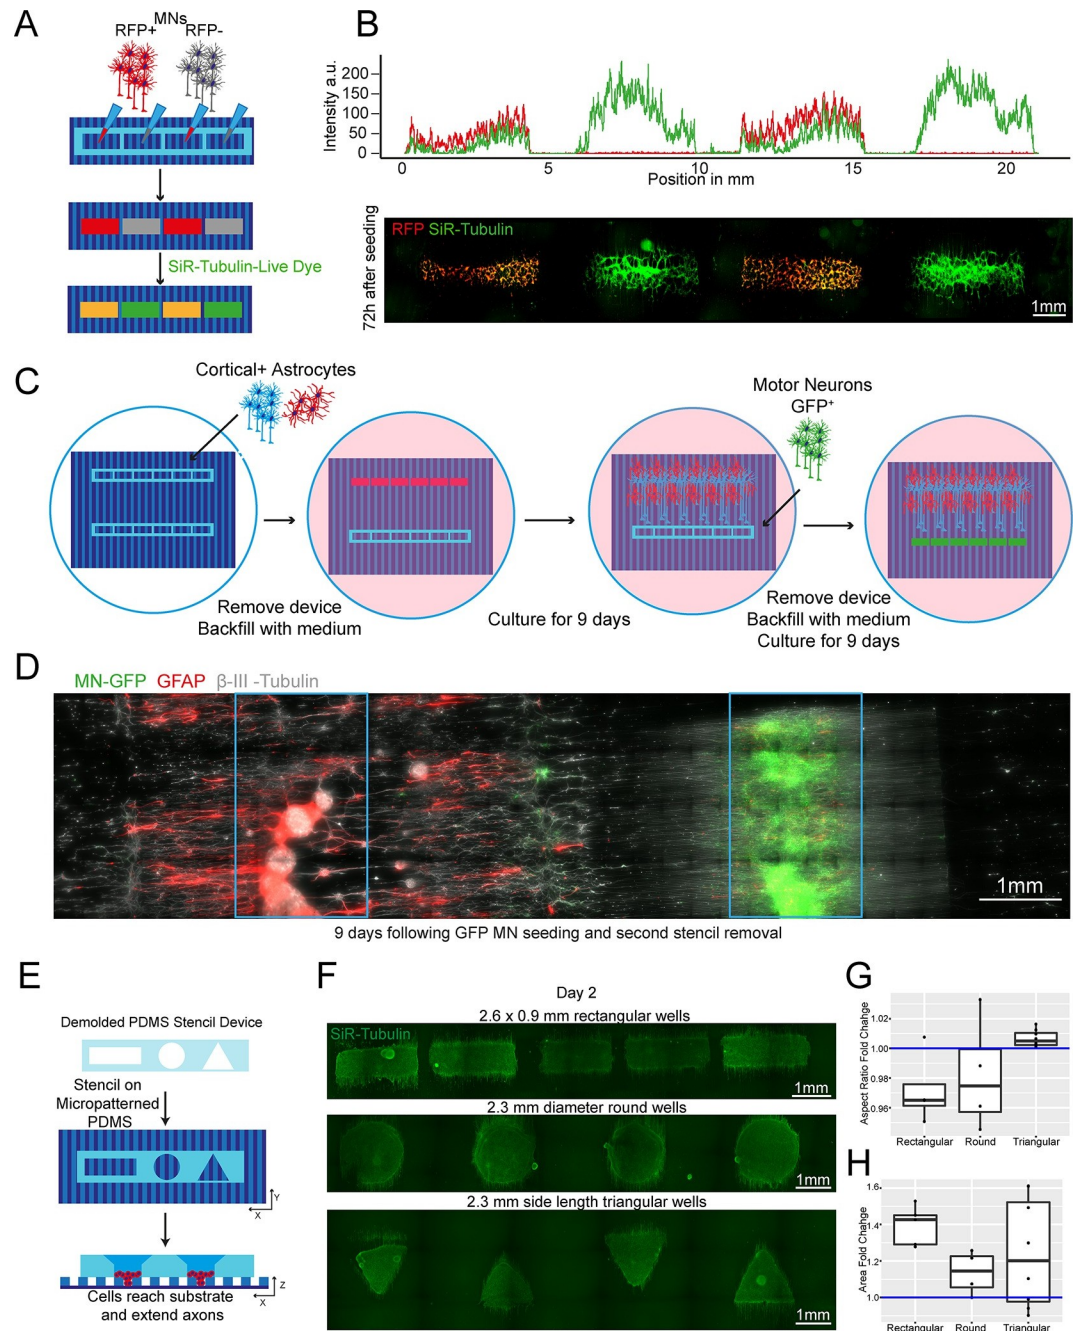 A
MNs
RFP+
RFP-
SiR-Tubulin-Live Dye
B
Intensity a.u.
200
150
100
50
0
0
5
10
15
20
Position in mm
72h after seeding
RFP SiR-Tubulin
1mm
C
Cortical+ Astrocytes
Motor Neurons
GFP+
Remove device
Backfill with medium
Culture for 9 days
Remove device
Backfill with medium
Culture for 9 days
D
MN-GFP GFAP β-III -Tubulin
1mm
9 days following GFP MN seeding and second stencil removal
E
Demolded PDMS Stencil Device
Stencil on
Micropatterned
PDMS
Y
X
Z
X
Cells reach substrate
and extend axons
F
Day 2
2.6 x 0.9 mm rectangular wells
SiR-Tubulin
1mm
2.3 mm diameter round wells
1mm
2.3 mm side length triangular wells
1mm
G
Aspect Ratio Fold Chahge
1.02
1.00
0.98
0.96
Rectangular
Round
Triangular
H
Area Fold Chahge
1.6
1.4
1.2
1.0
Rectangular
Round
Triangular